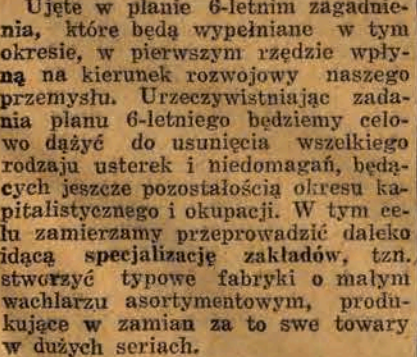 Ujęte w planie 6-letnim zagadnie-
nia, które będą wypełniane w tym
okresie, w pierwszym rzędzie wpły-
ną na kierunek rozwojowy naszego
przemysłu. Urzeczywistniając zada-
nia planu 6-letniego będziemy celo-
wo dążyć do usunięcia wszelkiego
rodzaju usterek i niedomagań, będą-
cych jeszcze pozostałością okresu ka-
pitalistycznego i okupacji. W tym ce-
lu zamierzamy przeprowadzić daleko
idącą specjalizację zakładów, tzn.
stworzyć typowe fabryki o małym
wachlarzu asortymentowym, produ-
kujące w zamian za to swe towary
w dużych seriach.